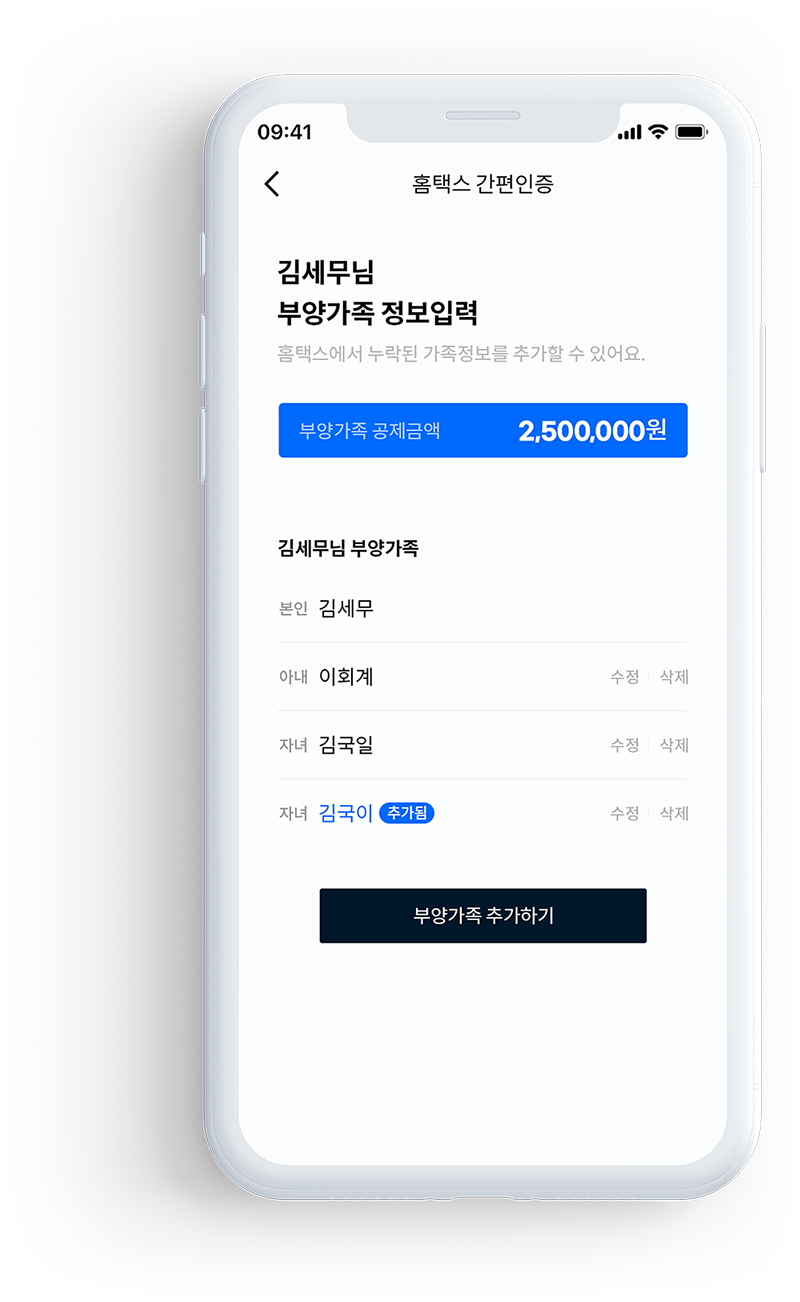 09:41
홈택스 간편인증
김세무님
부양가족 정보입력
홈택스에서 누락된 가족정보를 추가할 수 있어요.
부양가족 공제금액 2,500,000원
김세무님 부양가족
본인 김세무
아내 이회계 수정 삭제
자녀 김국일 수정 삭제
자녀 김국이 추가됨 수정 삭제
부양가족 추가하기